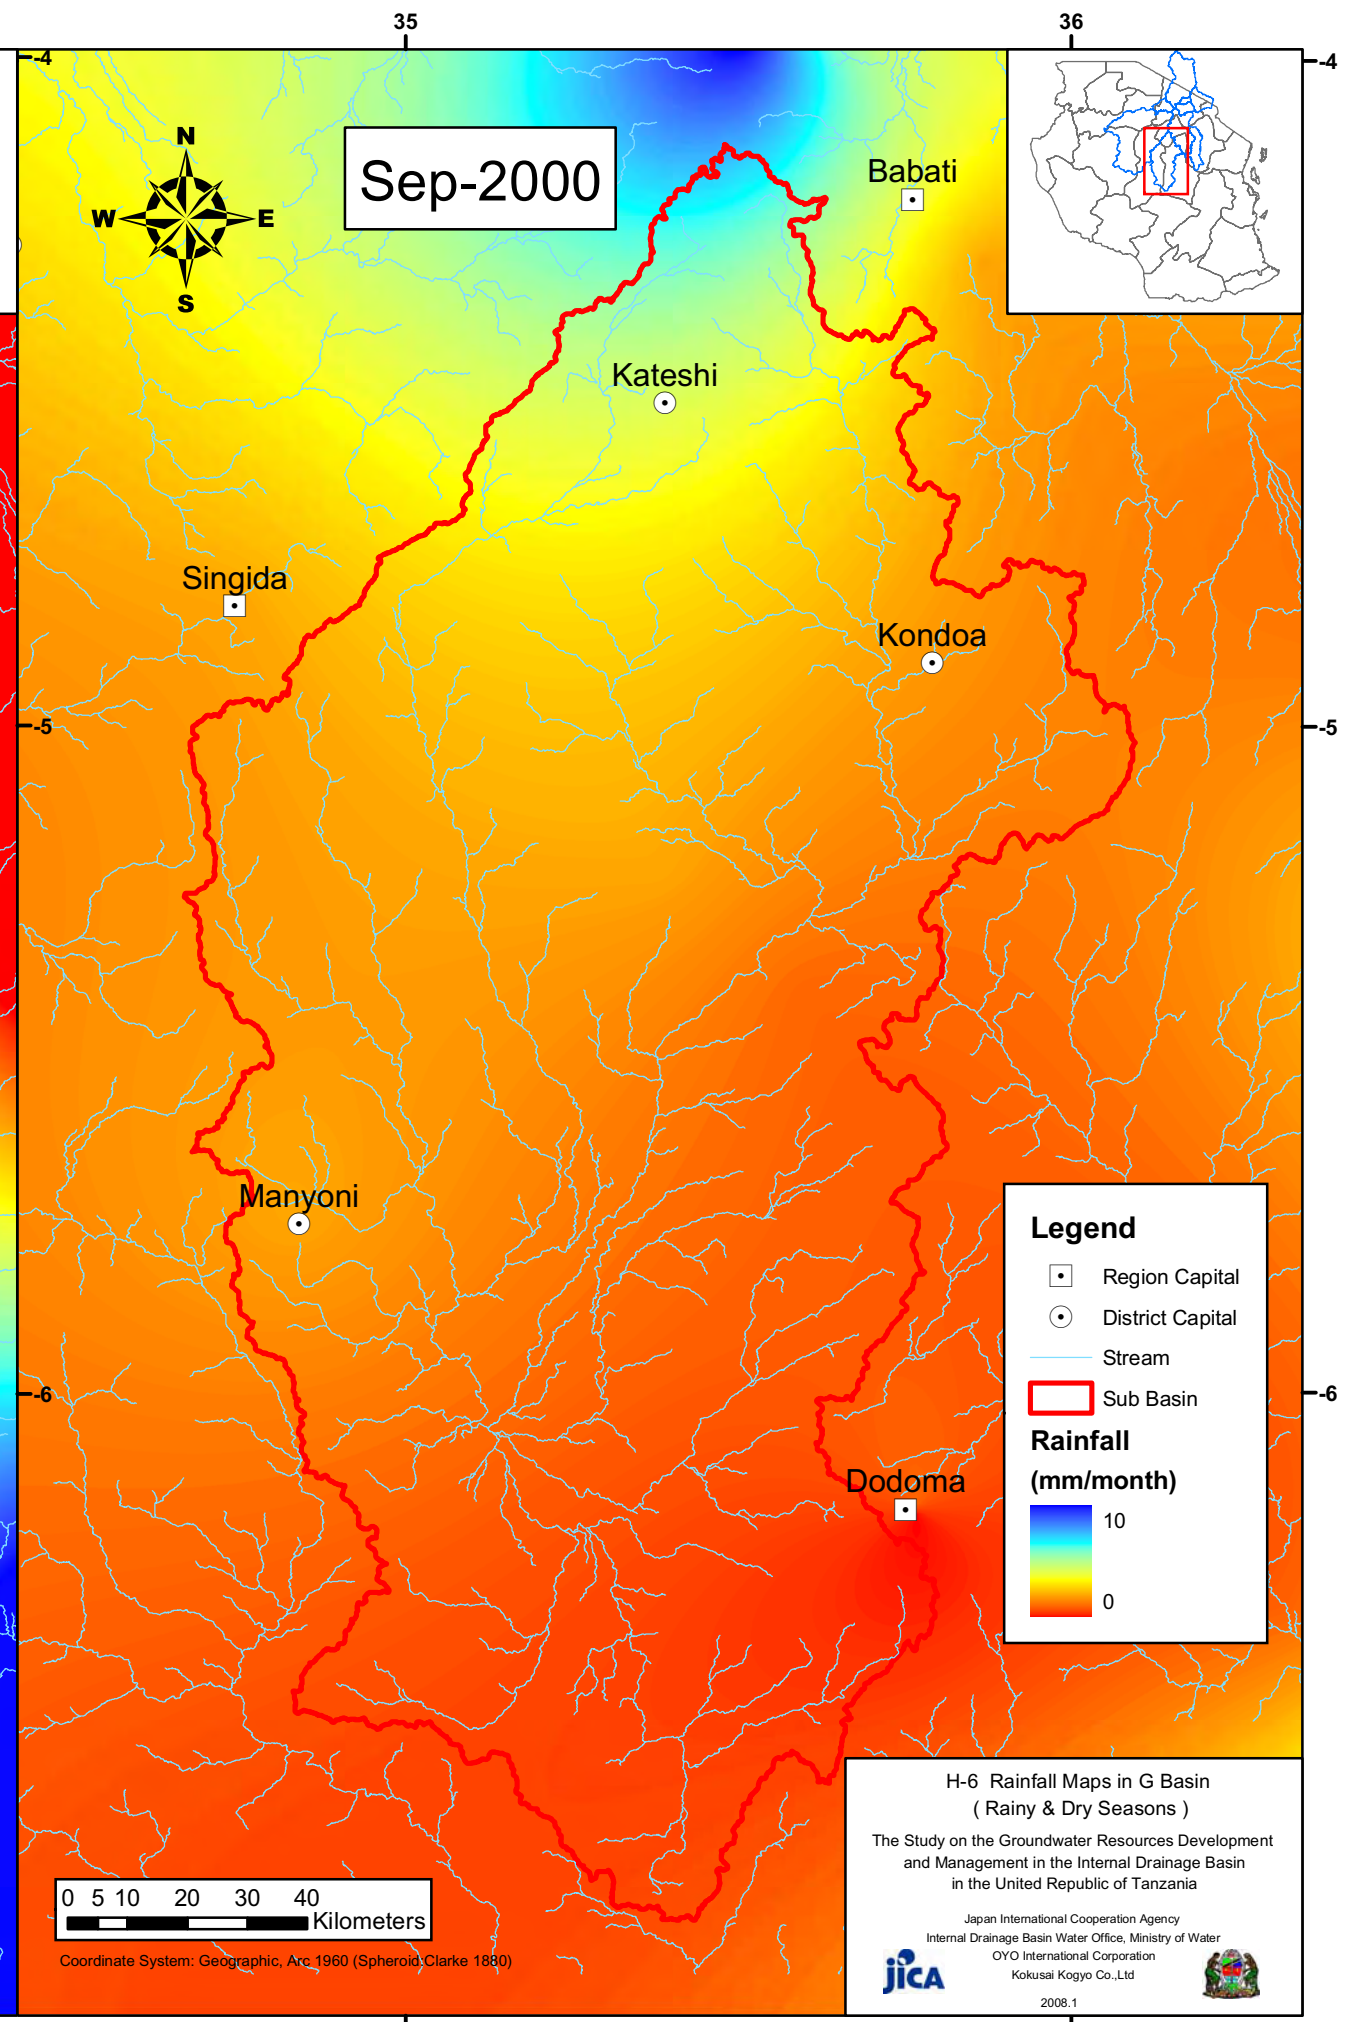 35
36
-4
-4
N
W
E
S
Sep-2000
Babati
Kateshi
Singida
Kondoa
-5
-5
Manyoni
Legend
Region Capital
District Capital
Stream
Sub Basin
Rainfall
(mm/month)
10
0
-6
-6
Dodoma
H-6 Rainfall Maps in G Basin
( Rainy & Dry Seasons )
The Study on the Groundwater Resources Development
and Management in the Internal Drainage Basin
in the United Republic of Tanzania
Japan International Cooperation Agency
Internal Drainage Basin Water Office, Ministry of Water
OYO International Corporation
Kokusai Kogyo Co.,Ltd
2008.1
jICA
0 5 10 20 30 40
Kilometers
Coordinate System: Geographic, Arc 1960 (Spheroid:Clarke 1880)